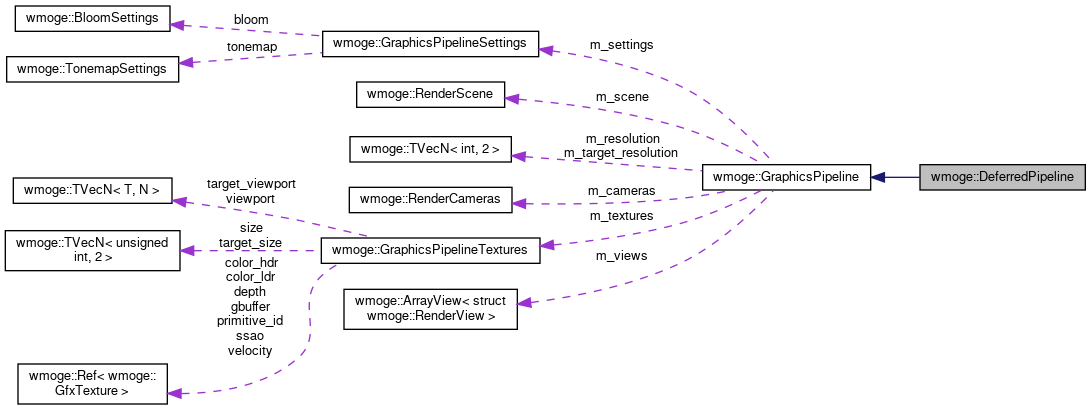 wmoge::BloomSettings
bloom
wmoge::GraphicsPipelineSettings
m_settings
tonemap
wmoge::TonemapSettings
wmoge::RenderScene
m_scene
wmoge::TVecN< int, 2 >
m_resolution
m_target_resolution
wmoge::GraphicsPipeline
wmoge::DeferredPipeline
wmoge::TVecN< T, N >
target_viewport
viewport
wmoge::RenderCameras
m_cameras
m_textures
wmoge::TVecN< unsigned
int, 2 >
size
target_size
wmoge::GraphicsPipelineTextures
m_views
color_hdr
color_ldr
depth
gbuffer
primitive_id
ssao
velocity
wmoge::ArrayView< struct
wmoge::RenderView >
wmoge::Ref< wmoge::
GfxTexture >